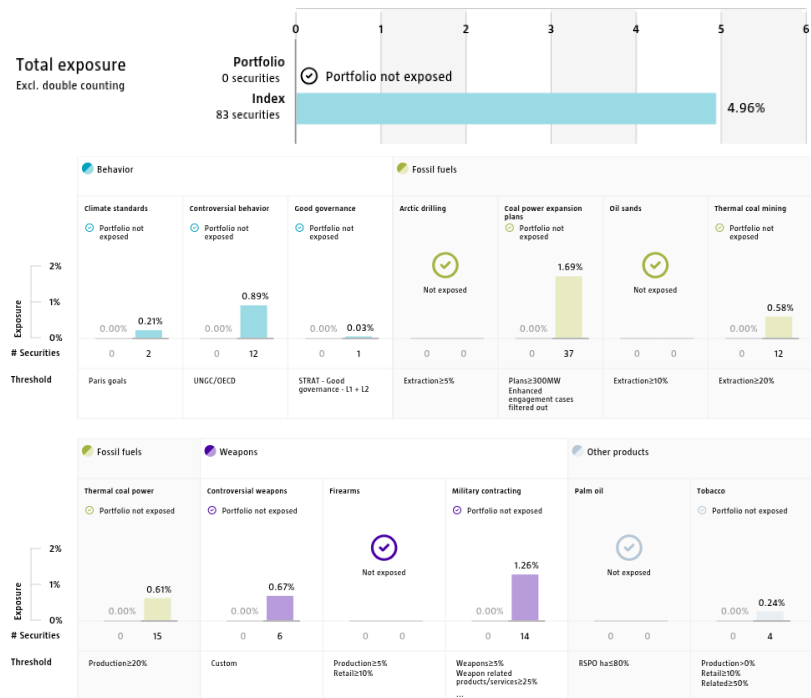 0 1 2 3 4 5 6
Total exposure
Excl. double counting
Portfolio
0 securities
Portfolio not exposed
Index
83 securities
4.96%
Behavior
Fossil fuels
Climate standards
Portfolio not
exposed
Controversial behavior
Portfolio not
exposed
Good governance
Portfolio not
exposed
Arctic drilling
Not exposed
Coal power expansion
plans
Portfolio not
exposed
Oil sands
Not exposed
Thermal coal mining
Portfolio not
exposed
Exposure
2%
1%
0%
0.00% 0.21%
0.00% 0.89%
0.00% 0.03%
0.00% 1.69%
0.00% 0.58%
# Securities
0 2 0 12 0 1 0 0 0 37 0 0 0 12
Threshold
Paris goals
UNGC/OECD
STRAT - Good
governance - L1 + L2
Extraction≥5%
Plans≥300MW
Enhanced
engagement cases
filtered out
Extraction≥10%
Extraction≥20%
Fossil fuels
Weapons
Other products
Thermal coal power
Portfolio not exposed
Controversial weapons
Portfolio not exposed
Firearms
Not exposed
Military contracting
Portfolio not exposed
Palm oil
Not exposed
Tobacco
Portfolio not exposed
Exposure
2%
1%
0%
0.00% 0.61%
0.00% 0.67%
0.00% 1.26%
0.00% 0.24%
# Securities
0 15 0 6 0 0 0 14 0 0 0 4
Threshold
Production≥20%
Custom
Production≥5%
Retail≥10%
Weapons≥5%
Weapon related
products/services≥25%
...
RSPO ha≤80%
Production>0%
Retail≥10%
Related≥50%